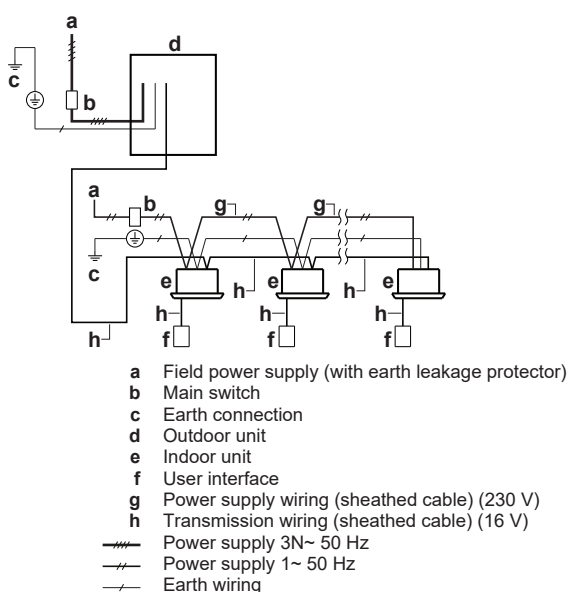 a
d
c
b
a
b
g
g
c
e
h
e
h
e
h
h
h
h
f
f
f
h
a Field power supply (with earth leakage protector)
b Main switch
c Earth connection
d Outdoor unit
e Indoor unit
f User interface
g Power supply wiring (sheathed cable) (230 V)
h Transmission wiring (sheathed cable) (16 V)
Power supply 3N~ 50 Hz
Power supply 1~ 50 Hz
Earth wiring